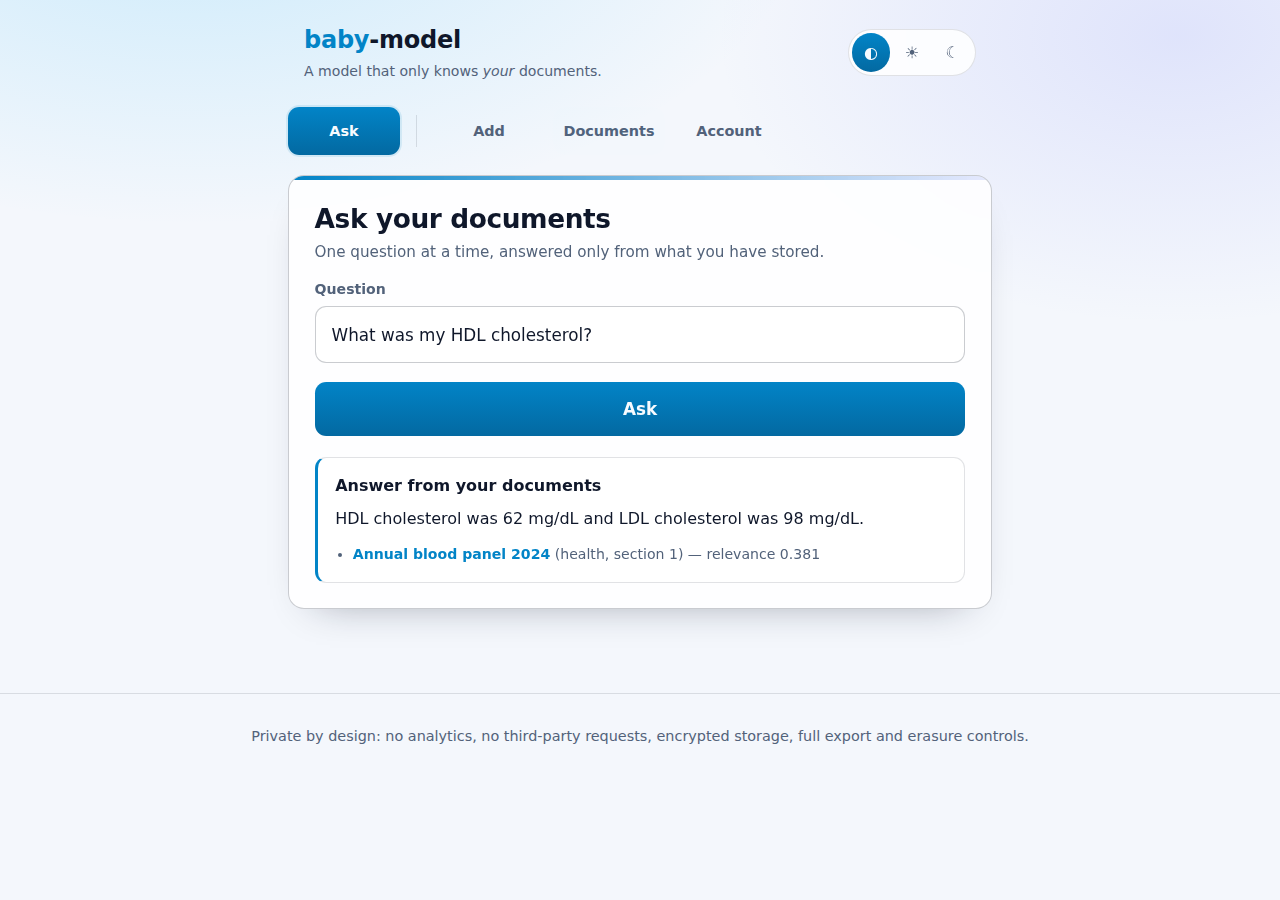 baby-model
A model that only knows your documents.
◐ ☀ ☾
Ask
Add
Documents
Account
Ask your documents
One question at a time, answered only from what you have stored.
Question
What was my HDL cholesterol?
Ask
Answer from your documents
HDL cholesterol was 62 mg/dL and LDL cholesterol was 98 mg/dL.
• Annual blood panel 2024 (health, section 1) — relevance 0.381
Private by design: no analytics, no third-party requests, encrypted storage, full export and erasure controls.